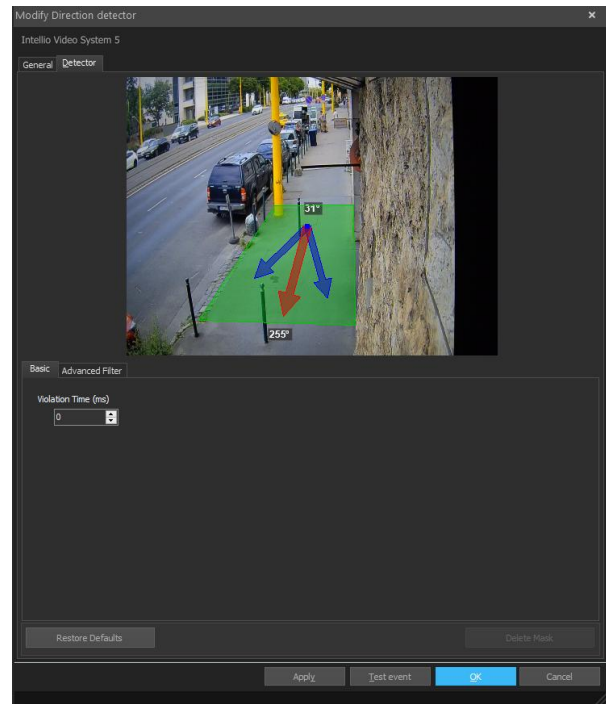 Modify Direction detector
Intellio Video System 5
General Detector
31°
255°
Basic Advanced Filter
Violation Time (ms)
0
Restore Defaults Delete Mask
Apply Test event OK Cancel